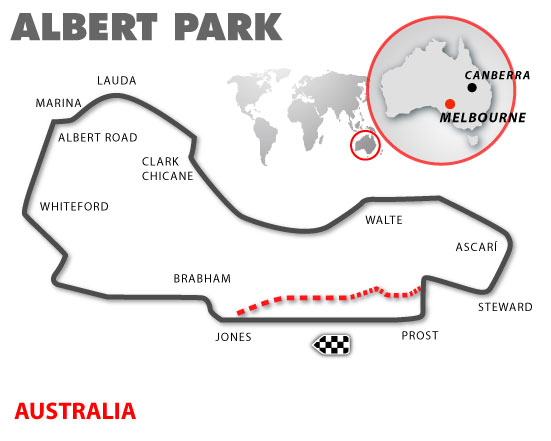 ALBERT PARK
CANBERRA
MELBOURNE
LAUDA
MARINA
ALBERT ROAD
CLARK
CHICANE
WHITEFORD
WALTE
ASCARÍ
BRABHAM
STEWARD
JONES
PROST
AUSTRALIA